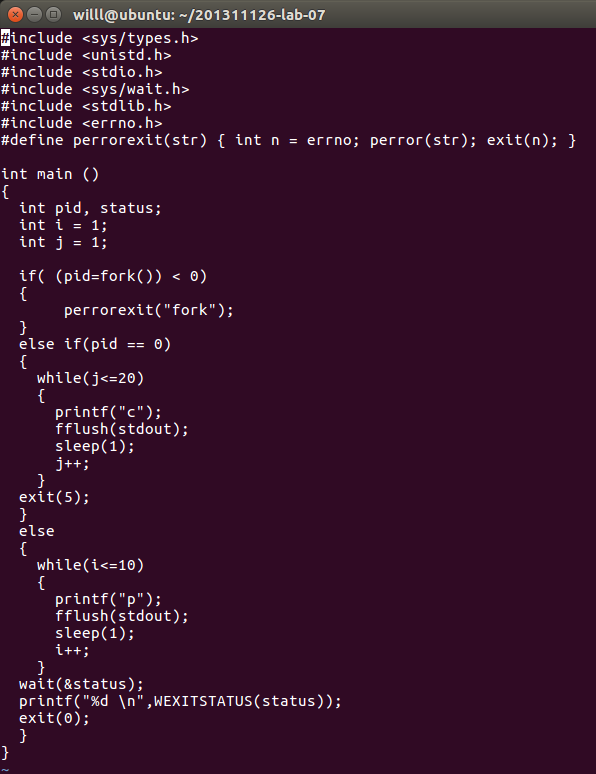 willl@ubuntu: ~/201311126-lab-07
#include <sys/types.h>
#include <unistd.h>
#include <stdio.h>
#include <sys/wait.h>
#include <stdlib.h>
#include <errno.h>
#define perrorexit(str) { int n = errno; perror(str); exit(n); }

int main ()
{
  int pid, status;
  int i = 1;
  int j = 1;

  if( (pid=fork()) < 0)
  {
       perrorexit("fork");
  }
  else if(pid == 0)
  {
    while(j<=20)
    {
      printf("c");
      fflush(stdout);
      sleep(1);
      j++;
    }
  exit(5);
  }
  else
  {
    while(i<=10)
    {
      printf("p");
      fflush(stdout);
      sleep(1);
      i++;
    }
  wait(&status);
  printf("%d \n",WEXITSTATUS(status));
  exit(0);
  }
}
~